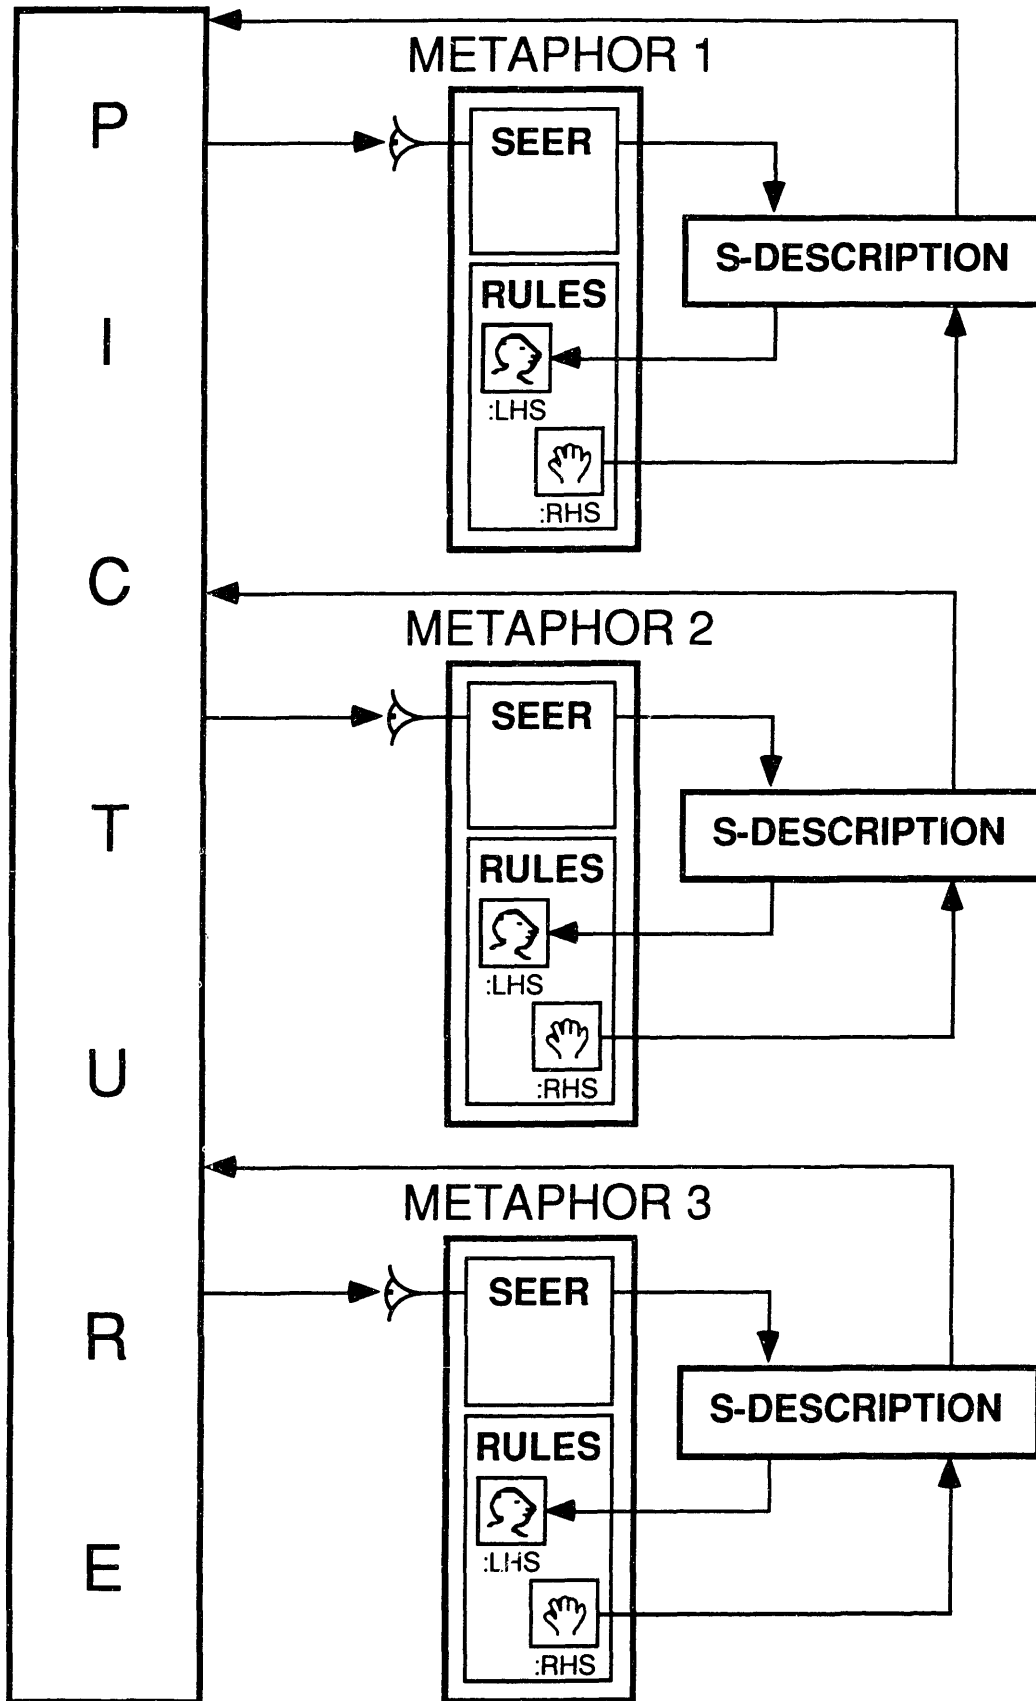 PICTURE
METAPHOR 1
SEER
S-DESCRIPTION
RULES
:LHS
:RHS
METAPHOR 2
SEER
S-DESCRIPTION
RULES
:LHS
:RHS
METAPHOR 3
SEER
S-DESCRIPTION
RULES
:LHS
:RHS